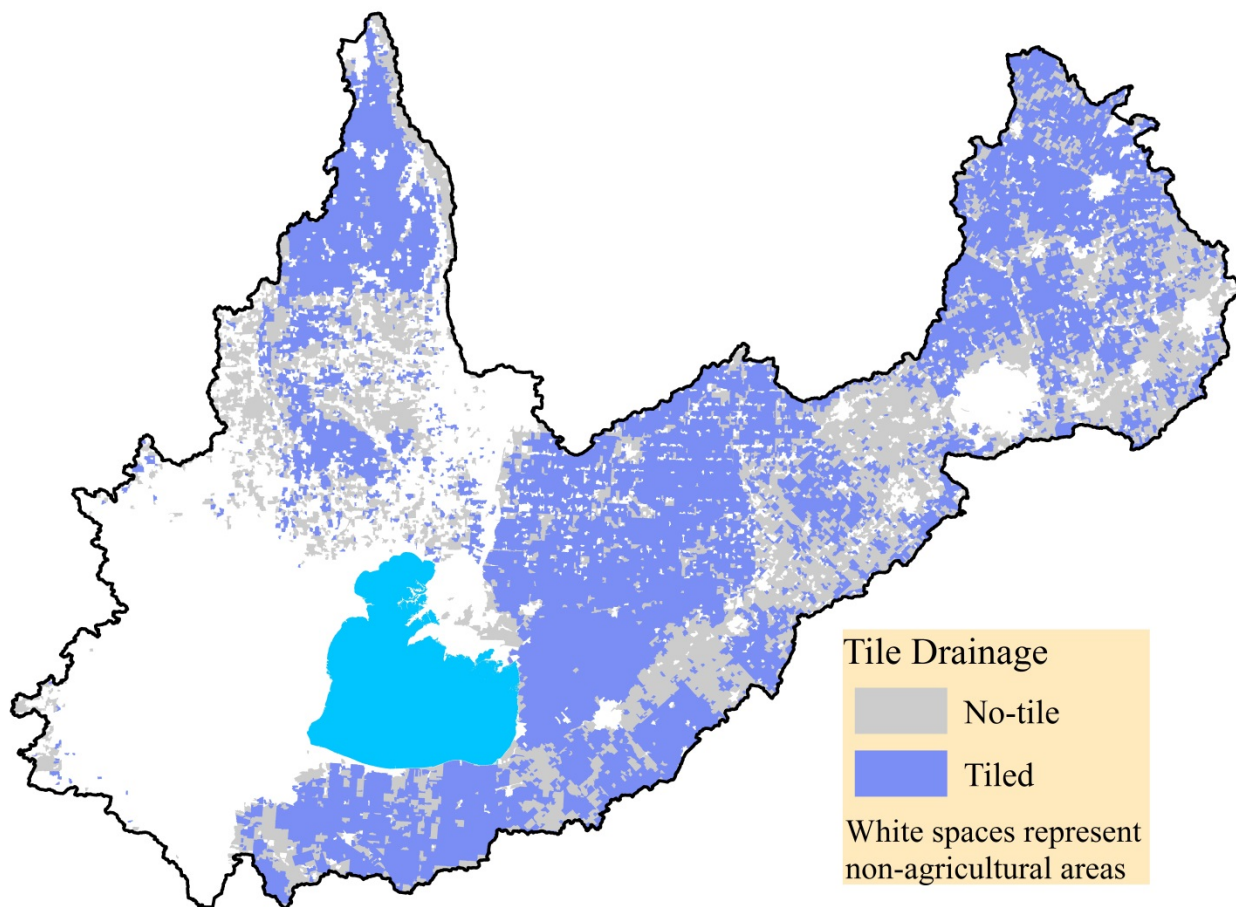 Tile Drainage
No-tile
Tiled
White spaces represent
non-agricultural areas